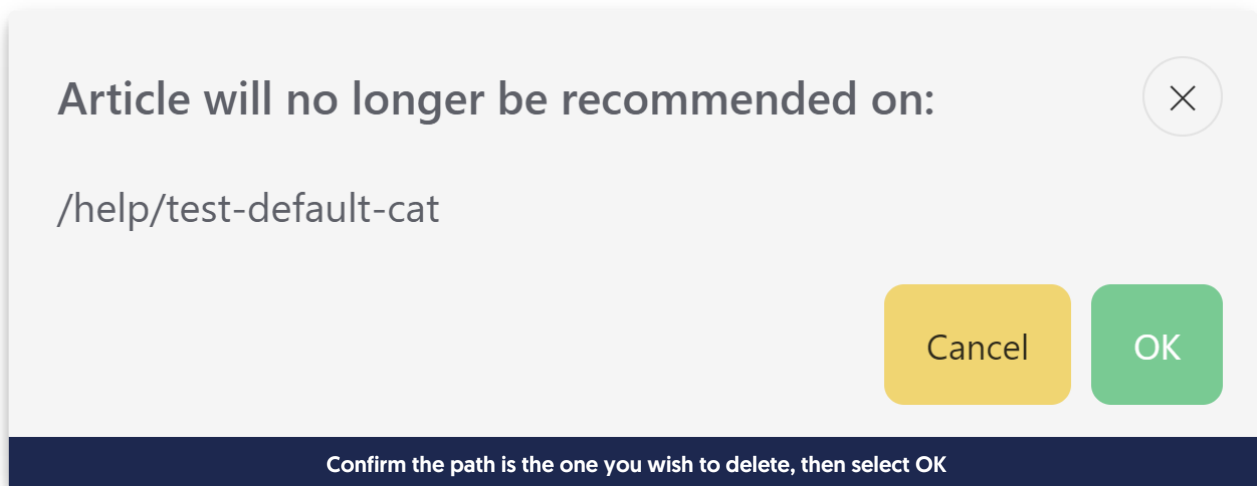 Article will no longer be recommended on:
/help/test-default-cat
Cancel
OK
Confirm the path is the one you wish to delete, then select OK